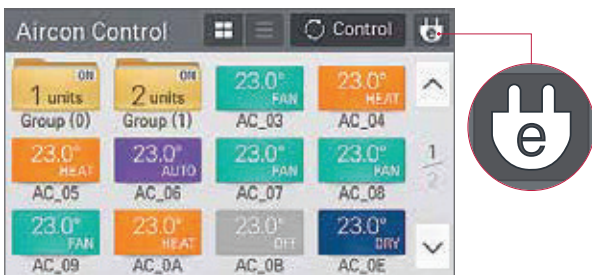 Aircon Control
Control
e
ON
1 units
Group (0)
ON
2 units
Group (1)
23.0°
FAN
AC_03
23.0°
HEAT
AC_04
23.0°
HEAT
AC_05
23.0°
AUTO
AC_06
23.0°
FAN
AC_07
23.0°
FAN
AC_08
1
2
23.0°
FAN
AC_09
23.0°
HEAT
AC_0A
23.0°
OFF
AC_0B
23.0°
DRY
AC_0E
e